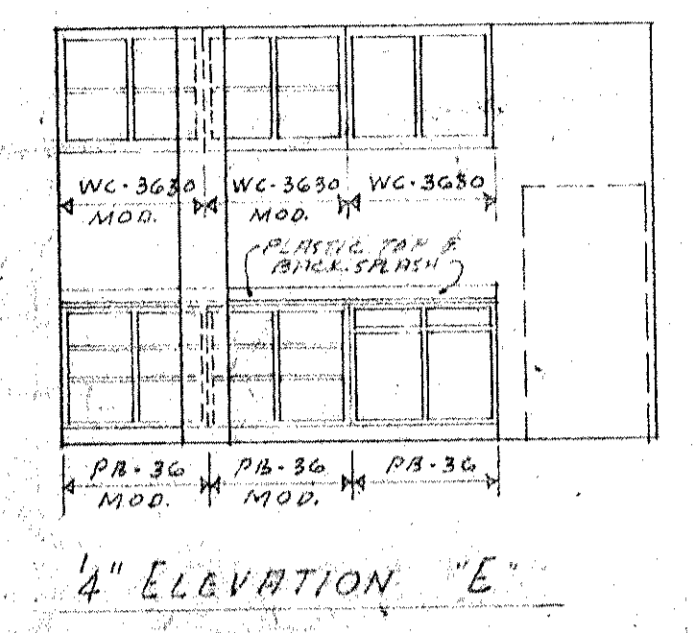 WC-3630 WC-3630 WC-3630
MOD. MOD.
PLASTIC TOP &
BACK SPLASH
PB-36 PB-36 PB-36
MOD. MOD.
1/4" ELEVATION "E"